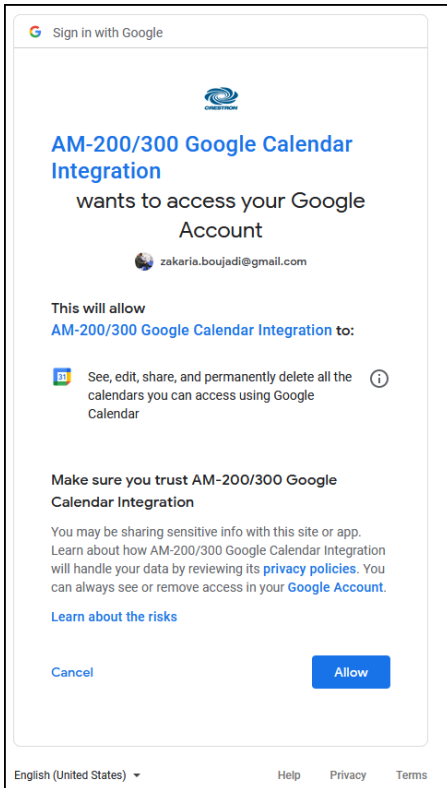 Sign in with Google
CRESTRON
AM-200/300 Google Calendar
Integration
wants to access your Google
Account
zakaria.boujadi@gmail.com
This will allow
AM-200/300 Google Calendar Integration to:
31
See, edit, share, and permanently delete all the
calendars you can access using Google
Calendar
Make sure you trust AM-200/300 Google
Calendar Integration
You may be sharing sensitive info with this site or app.
Learn about how AM-200/300 Google Calendar Integration
will handle your data by reviewing its privacy policies. You
can always see or remove access in your Google Account.
Learn about the risks
Cancel
Allow
English (United States)
Help
Privacy
Terms